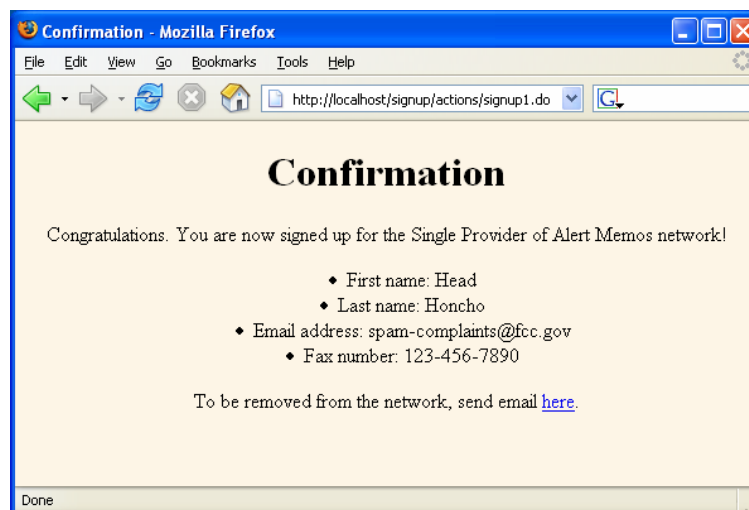 Confirmation - Mozilla Firefox
File Edit View Go Bookmarks Tools Help
http://localhost/signup/actions/signup1.do G
Confirmation
Congratulations. You are now signed up for the Single Provider of Alert Memos network!
• First name: Head
• Last name: Honcho
• Email address: spam-complaints@fcc.gov
• Fax number: 123-456-7890
To be removed from the network, send email here.
Done